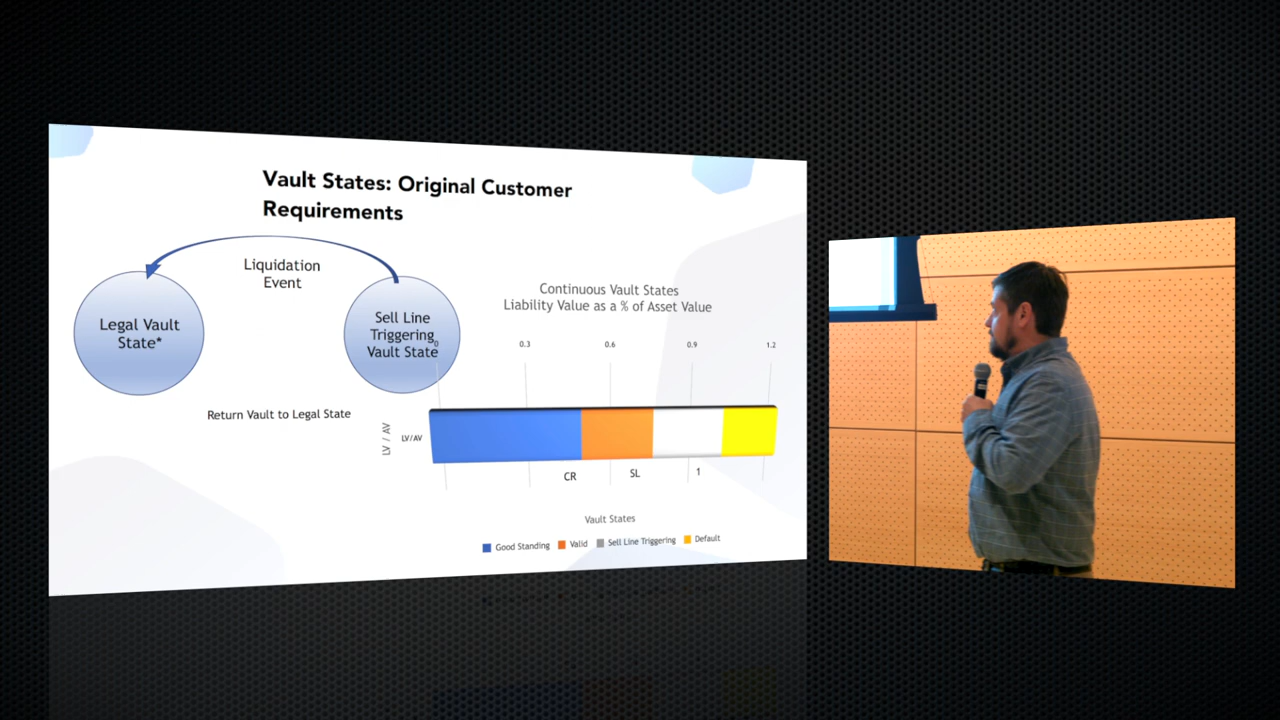 Vault States: Original Customer
Requirements
Liquidation
Event
Legal Vault
State*
Sell Line
Triggering
Vault State
Return Vault to Legal State
Continuous Vault States
Liability Value as a % of Asset Value
0
0.3
0.6
0.9
1.2
LV / AV
LV/AV
CR
SL
1
Vault States
Good Standing
Valid
Sell Line Triggering
Default